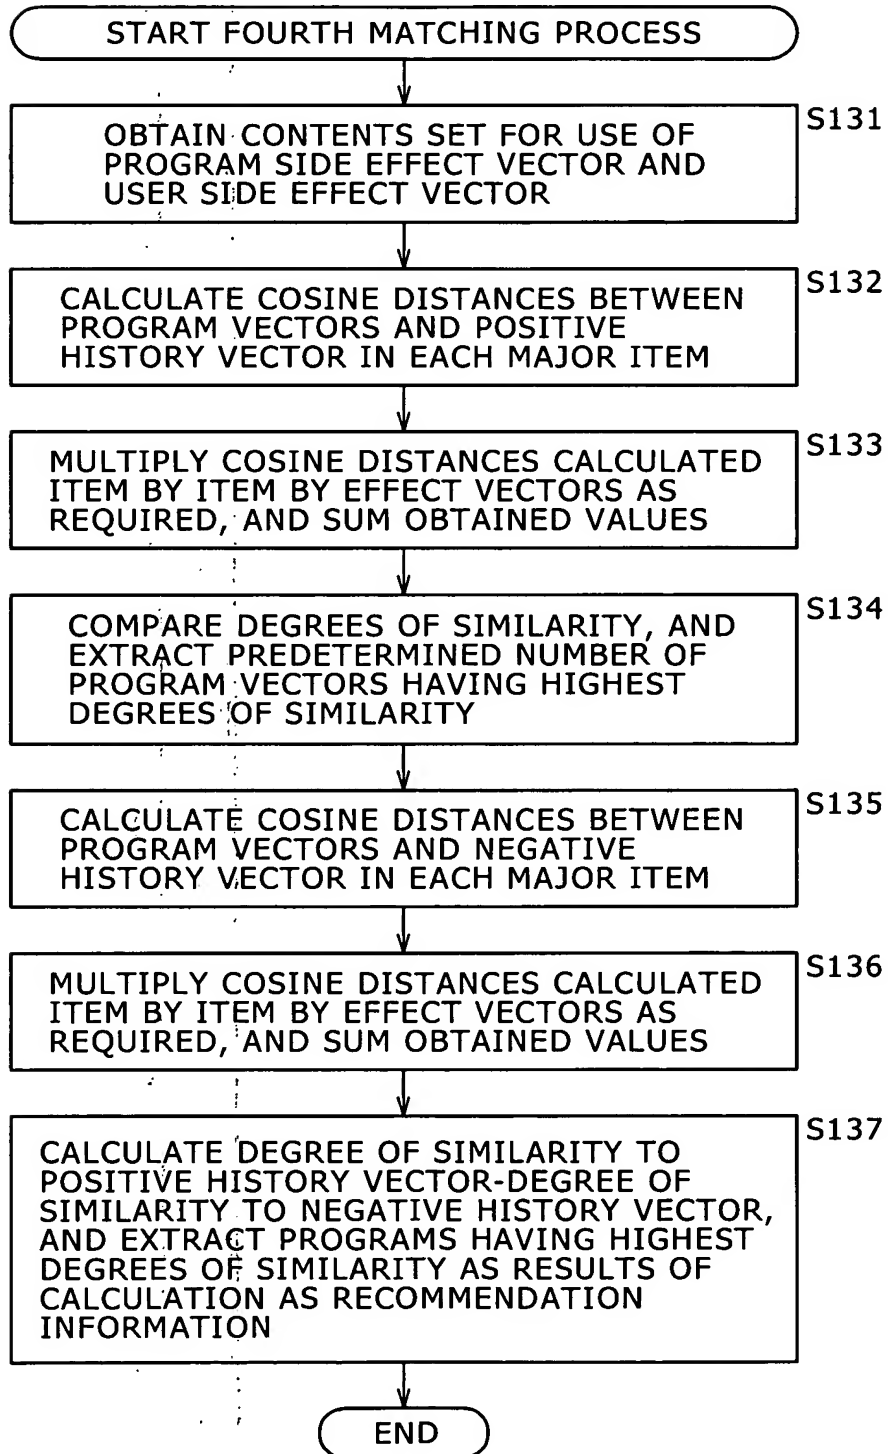 START FOURTH MATCHING PROCESS
S131
OBTAIN CONTENTS SET FOR USE OF
PROGRAM SIDE EFFECT VECTOR AND
USER SIDE EFFECT VECTOR
S132
CALCULATE COSINE DISTANCES BETWEEN
PROGRAM VECTORS AND POSITIVE
HISTORY VECTOR IN EACH MAJOR ITEM
S133
MULTIPLY COSINE DISTANCES CALCULATED
ITEM BY ITEM BY EFFECT VECTORS AS
REQUIRED, AND SUM OBTAINED VALUES
S134
COMPARE DEGREES OF SIMILARITY, AND
EXTRACT PREDETERMINED NUMBER OF
PROGRAM VECTORS HAVING HIGHEST
DEGREES OF SIMILARITY
S135
CALCULATE COSINE DISTANCES BETWEEN
PROGRAM VECTORS AND NEGATIVE
HISTORY VECTOR IN EACH MAJOR ITEM
S136
MULTIPLY COSINE DISTANCES CALCULATED
ITEM BY ITEM BY EFFECT VECTORS AS
REQUIRED, AND SUM OBTAINED VALUES
S137
CALCULATE DEGREE OF SIMILARITY TO
POSITIVE HISTORY VECTOR-DEGREE OF
SIMILARITY TO NEGATIVE HISTORY VECTOR,
AND EXTRACT PROGRAMS HAVING HIGHEST
DEGREES OF SIMILARITY AS RESULTS OF
CALCULATION AS RECOMMENDATION
INFORMATION
END